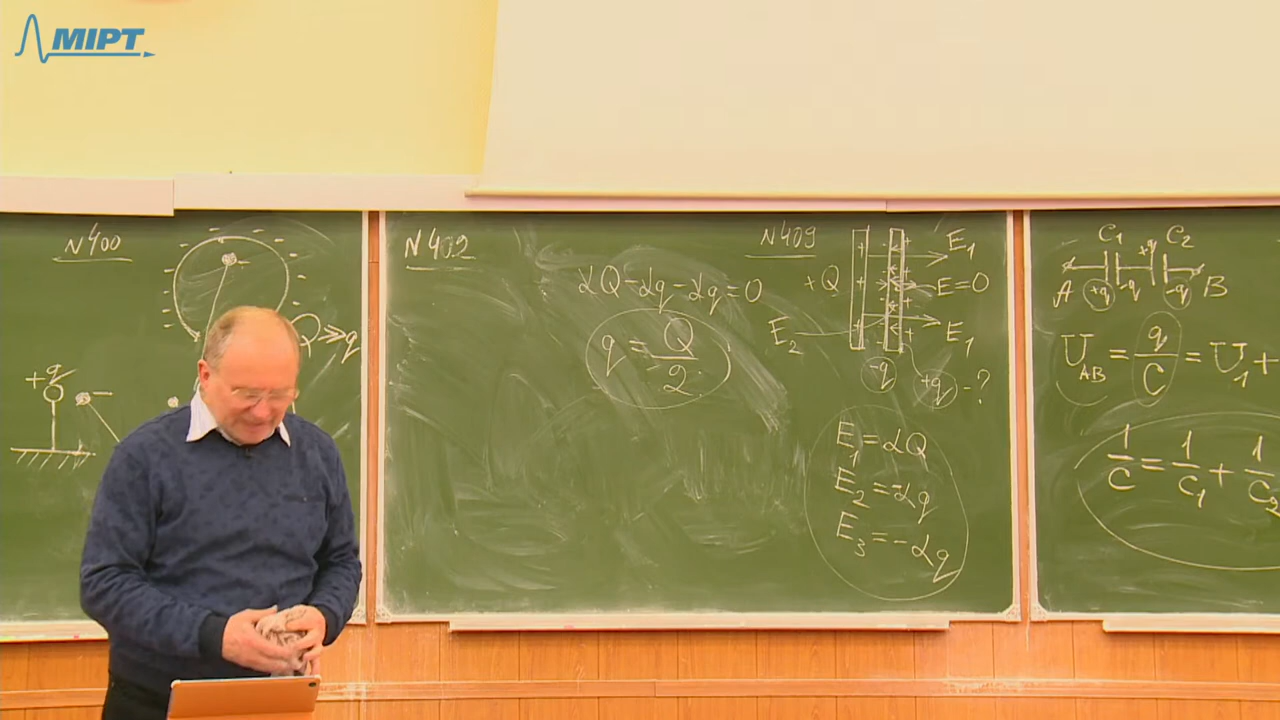 MIPT
N400
Q → q
+q
N402
αQ-αq-αq=0
q = Q/2
N409
+Q
E₁
E=0
E₁
E₂
-q
+q -?
E₁=αQ
E₂=-αq
E₃=-αq
C₁ C₂
+q
A +q -q -q B
U_AB = q/C = U₁+
1/C = 1/C₁ + 1/C₂